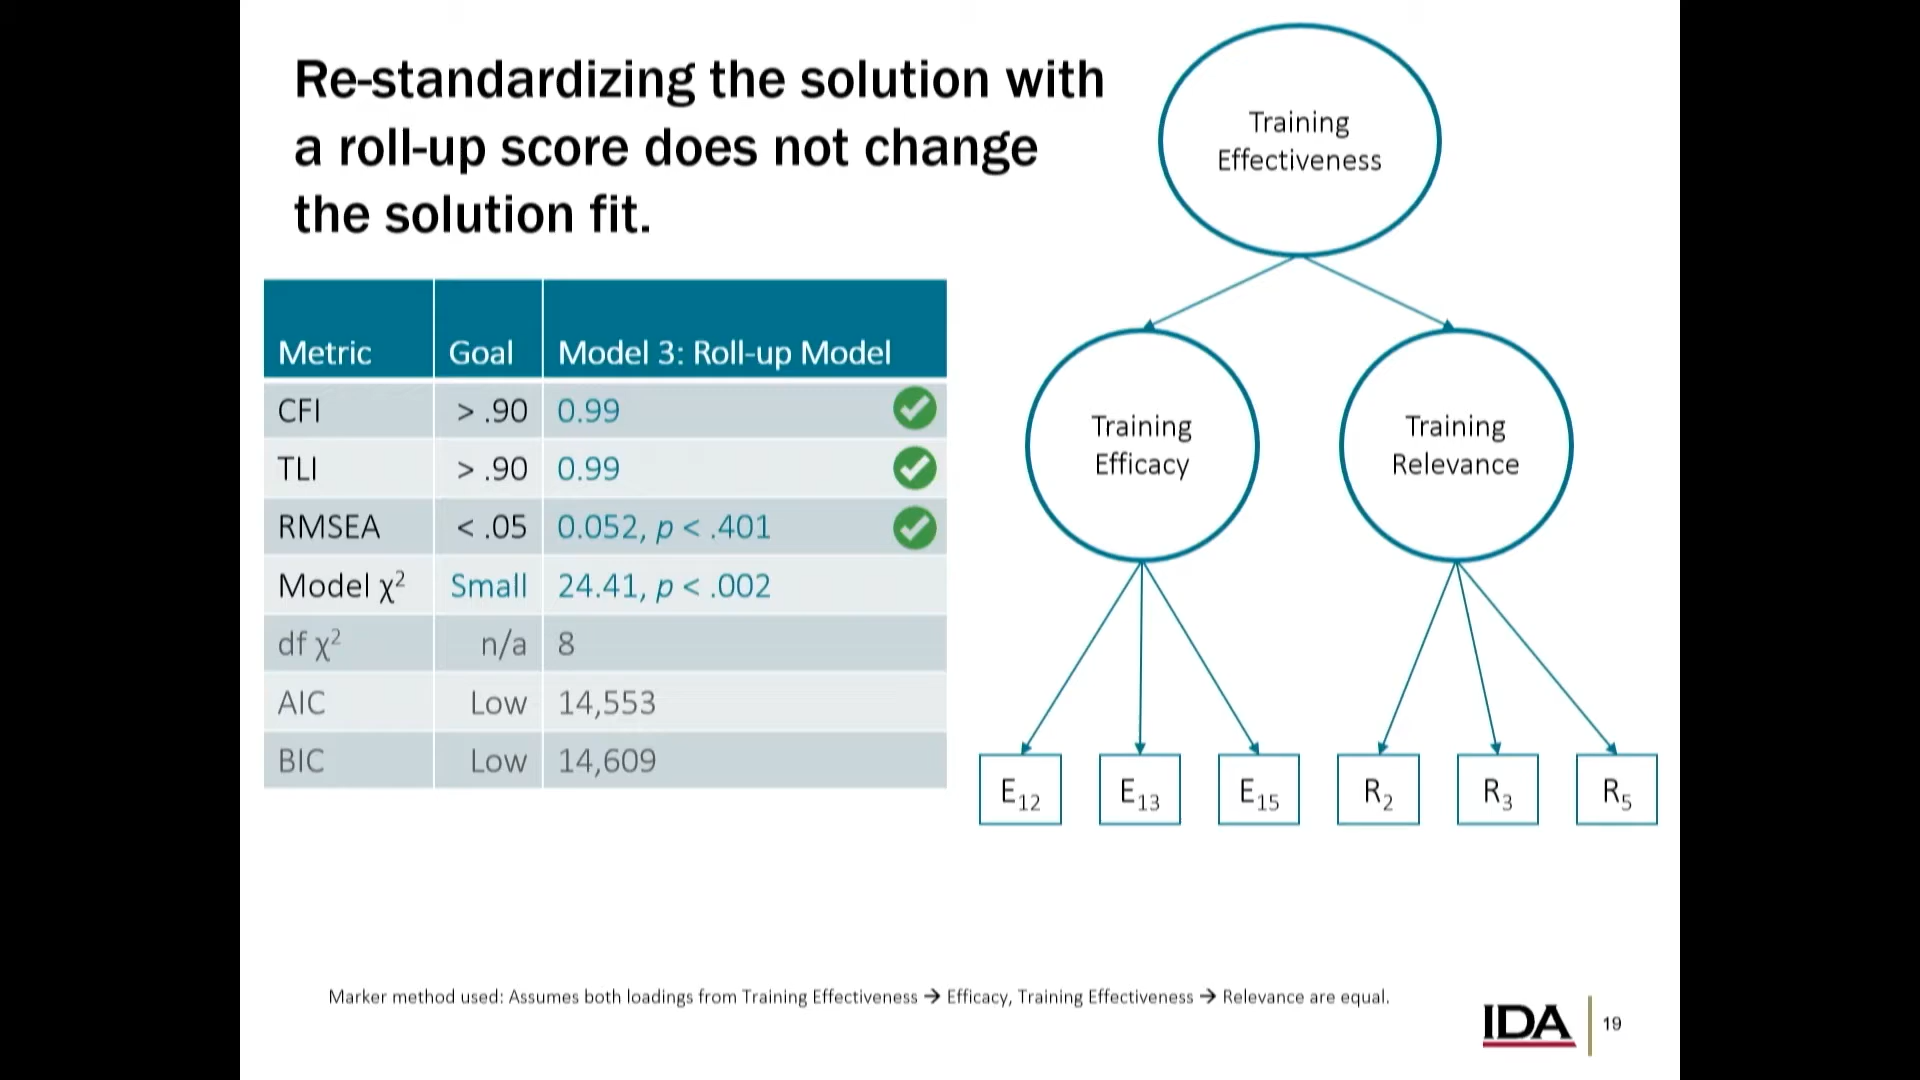 Re-standardizing the solution with
a roll-up score does not change
the solution fit.
Metric Goal Model 3: Roll-up Model
CFI > .90 0.99
TLI > .90 0.99
RMSEA < .05 0.052, p < .401
Model χ² Small 24.41, p < .002
df χ² n/a 8
AIC Low 14,553
BIC Low 14,609
Training
Effectiveness
Training
Efficacy
Training
Relevance
E₁₂ E₁₃ E₁₅ R₂ R₃ R₅
Marker method used: Assumes both loadings from Training Effectiveness → Efficacy, Training Effectiveness → Relevance are equal.
IDA 19